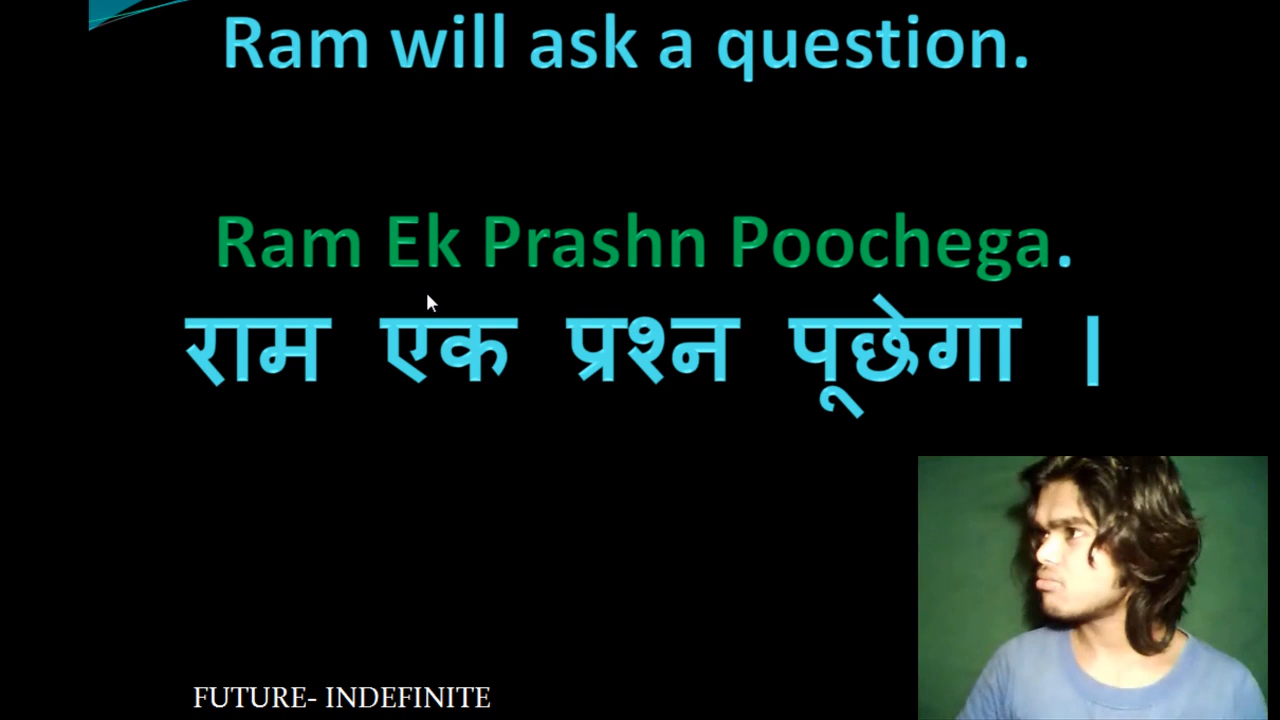 Ram will ask a question.
Ram Ek Prashn Poochega.
राम एक प्रश्न पूछेगा ।
FUTURE- INDEFINITE